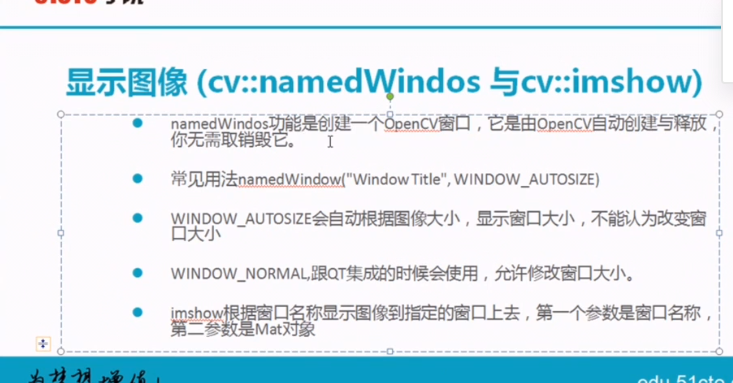 显示图像 (cv::namedWindos 与cv::imshow)
namedWindos功能是创建一个OpenCV窗口，它是由OpenCV自动创建与释放，
你无需取销毁它。
常见用法namedWindow("Window Title", WINDOW_AUTOSIZE)
WINDOW_AUTOSIZE会自动根据图像大小，显示窗口大小，不能认为改变窗
口大小
WINDOW_NORMAL,跟QT集成的时候会使用，允许修改窗口大小。
imshow根据窗口名称显示图像到指定的窗口上去，第一个参数是窗口名称，
第二参数是Mat对象
edu.51cto